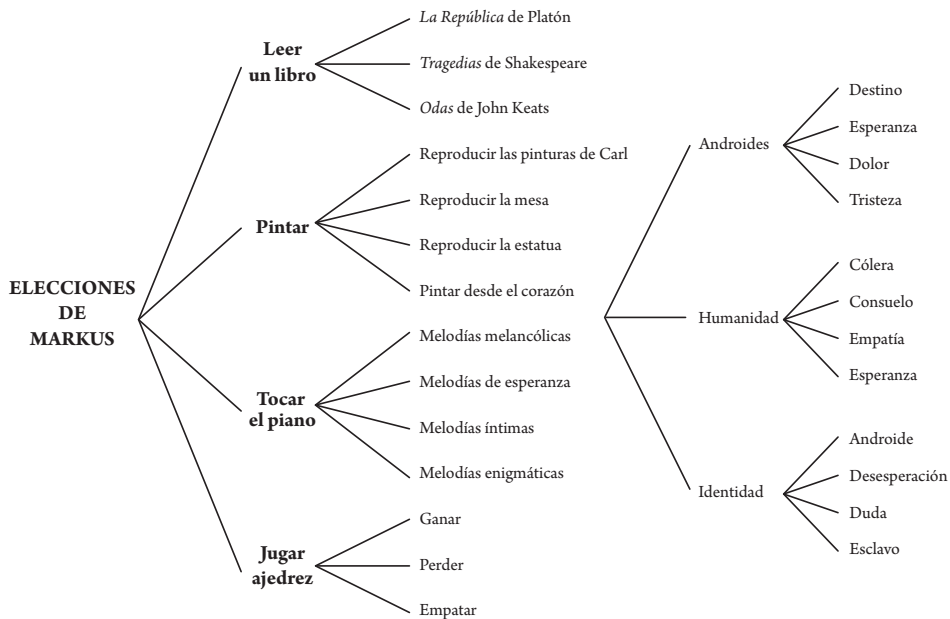 ELECCIONES
DE
MARKUS
Leer
un libro
La República de Platón
Tragedias de Shakespeare
Odas de John Keats
Pintar
Reproducir las pinturas de Carl
Reproducir la mesa
Reproducir la estatua
Pintar desde el corazón
Androides
Destino
Esperanza
Dolor
Tristeza
Humanidad
Cólera
Consuelo
Empatía
Esperanza
Identidad
Androide
Desesperación
Duda
Esclavo
Tocar
el piano
Melodías melancólicas
Melodías de esperanza
Melodías íntimas
Melodías enigmáticas
Jugar
ajedrez
Ganar
Perder
Empatar